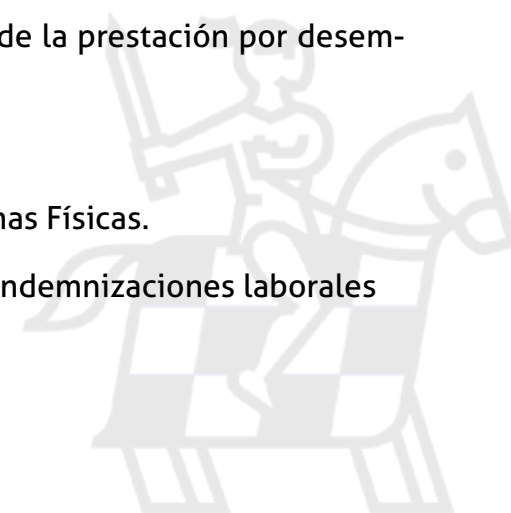 de la prestación por desem-
nas Físicas.
ndemnizaciones laborales